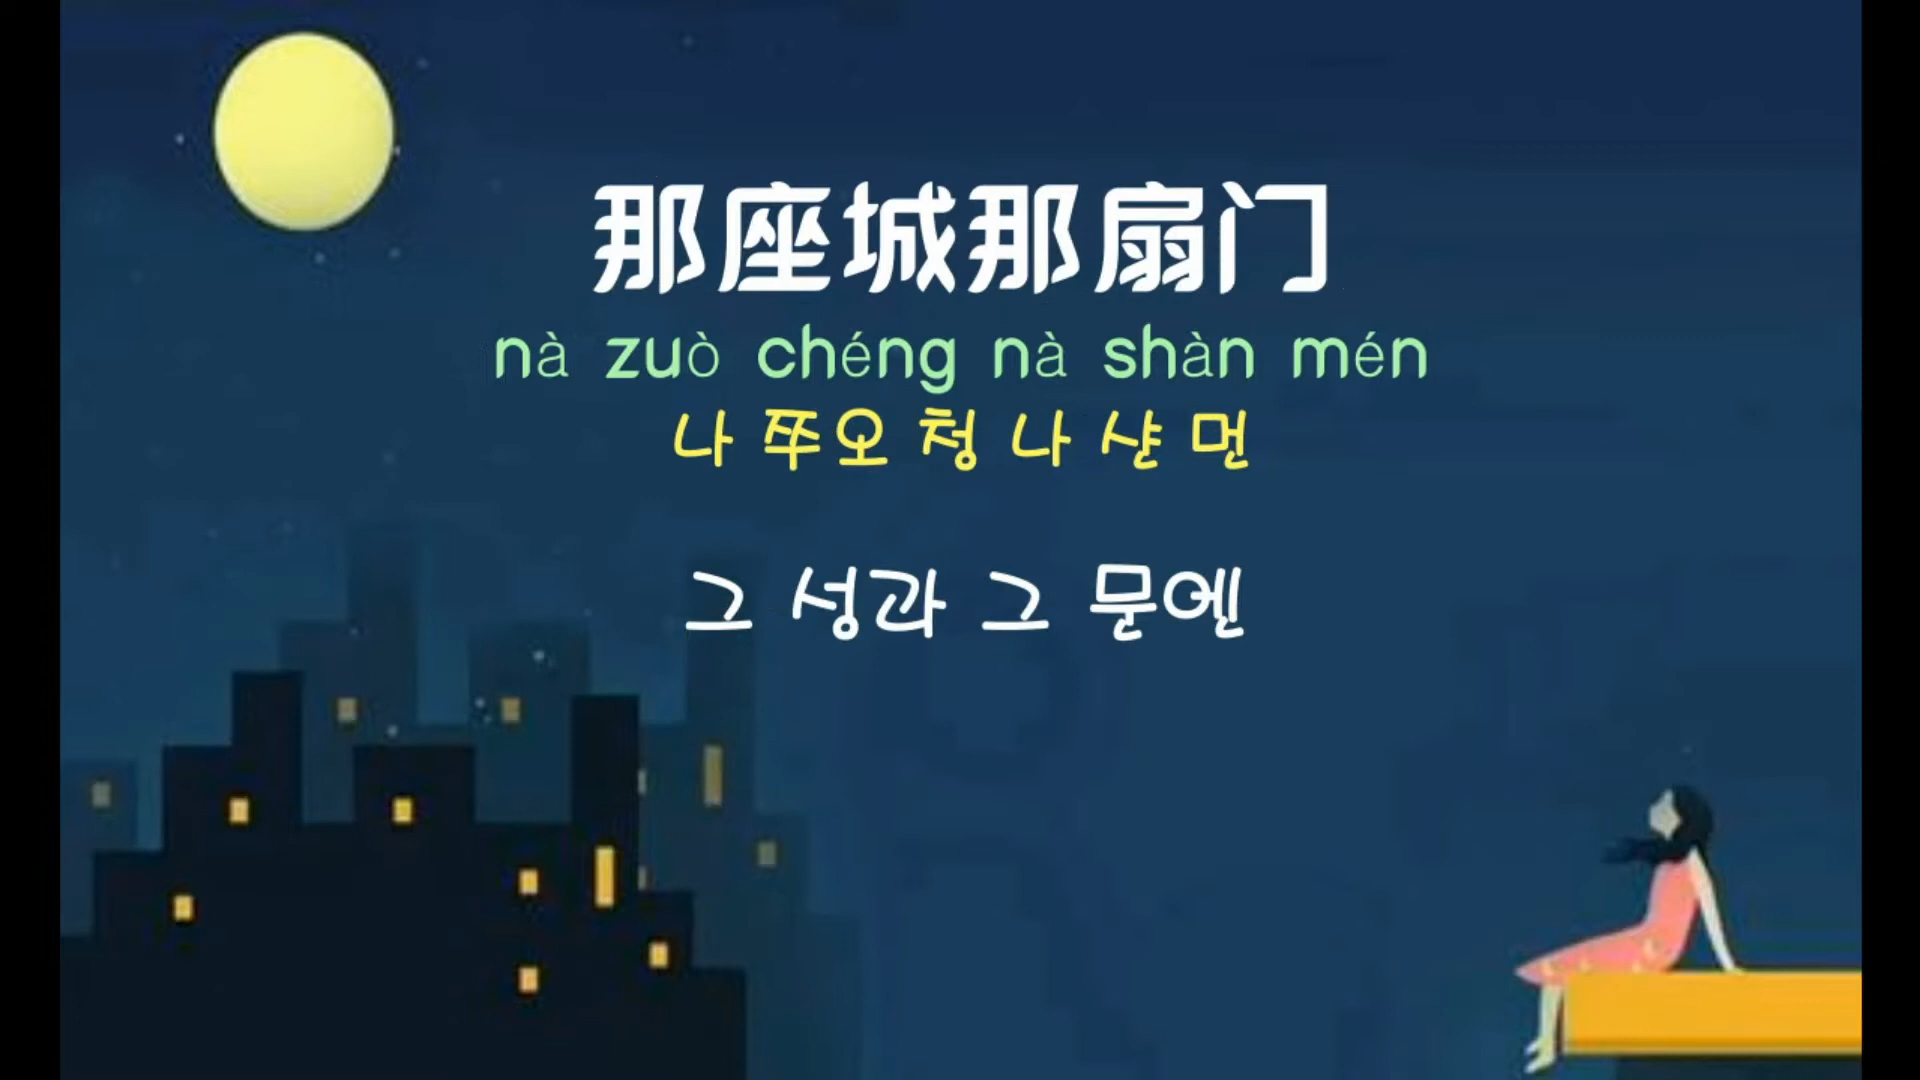 那座城那扇门
nà zuò chéng nà shàn mén
나 쭈오 청 나 샨 먼
그 성과 그 문엔